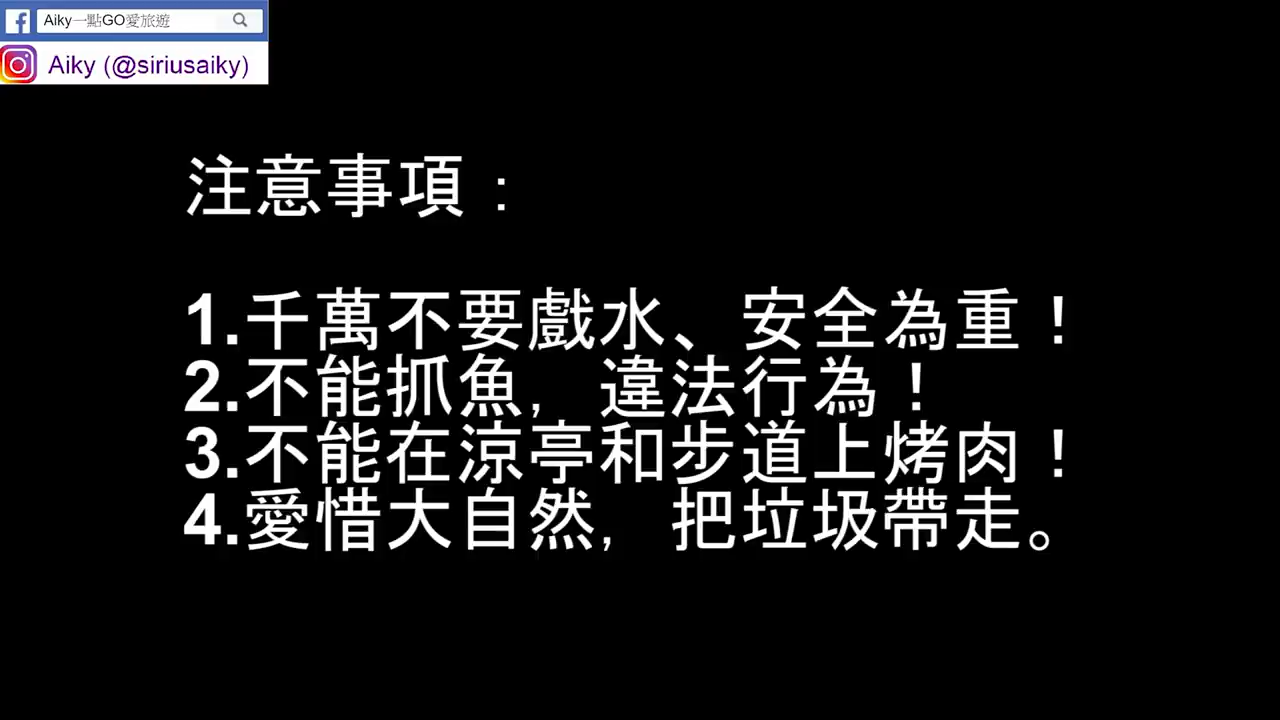 Aiky一點GO愛旅遊
Aiky (@siriusaiky)
注意事項：
1.千萬不要戲水、安全為重！
2.不能抓魚, 違法行為！
3.不能在涼亭和步道上烤肉！
4.愛惜大自然, 把垃圾帶走。